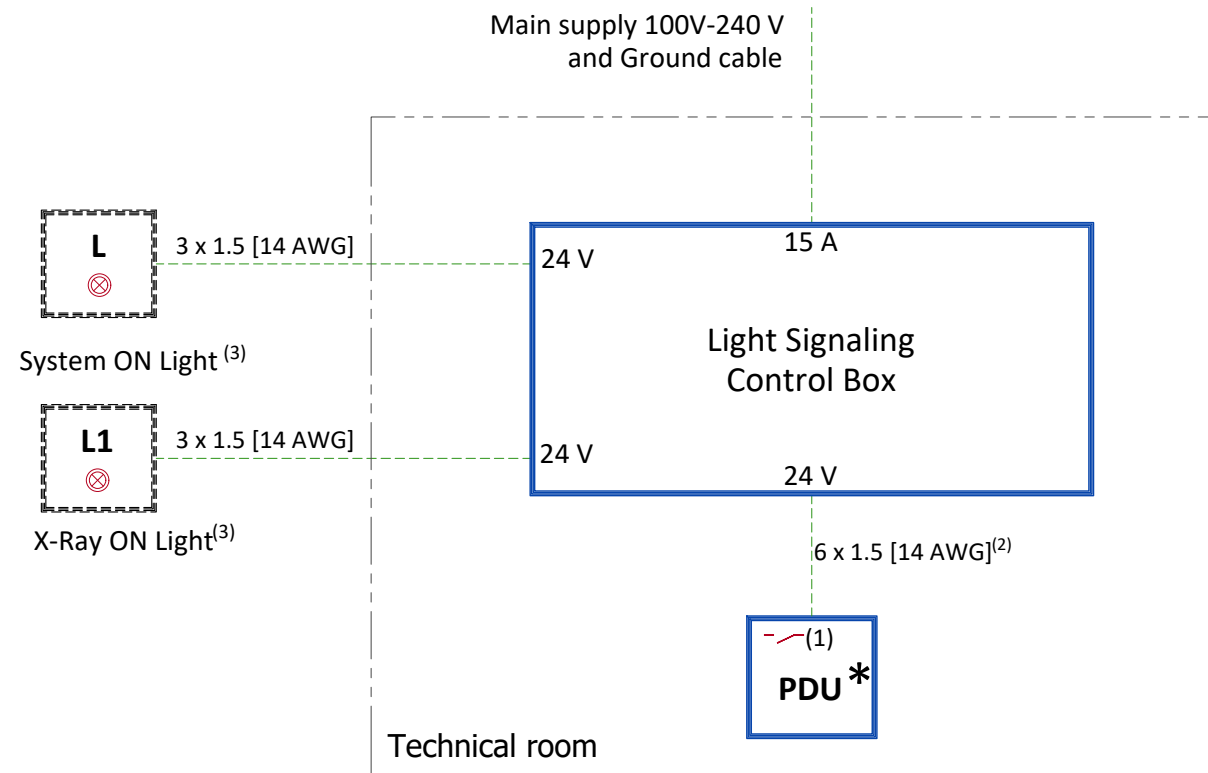 Main supply 100V-240 V
and Ground cable
L
3 x 1.5 [14 AWG]
24 V
15 A
System ON Light (3)
Light Signaling
Control Box
L1
3 x 1.5 [14 AWG]
24 V
24 V
X-Ray ON Light(3)
6 x 1.5 [14 AWG](2)
(1)
PDU *
Technical room